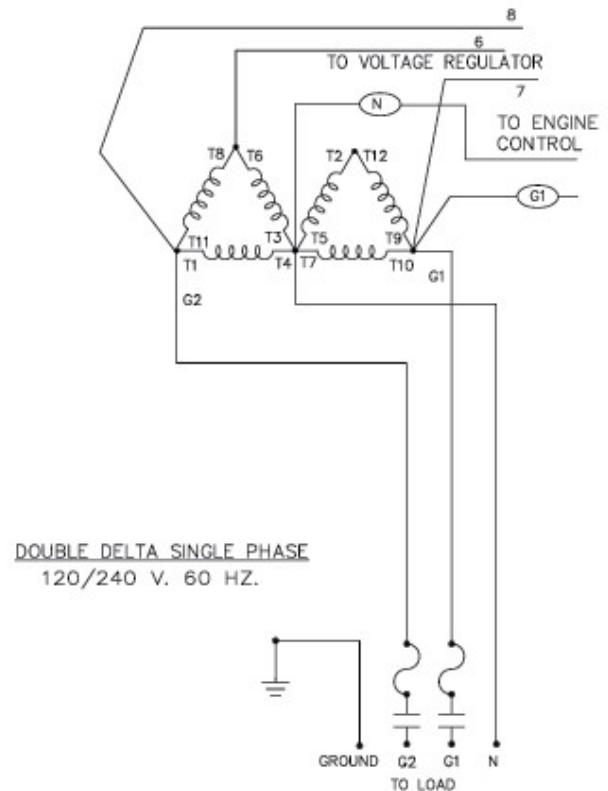 8
6
TO VOLTAGE REGULATOR
7
N
TO ENGINE
CONTROL
T8 T6 T2 T12
G1
T11 T3 T5 T9
T1 T4 T7 T10
G2 G1
DOUBLE DELTA SINGLE PHASE
120/240 V. 60 HZ.
GROUND G2 G1 N
TO LOAD